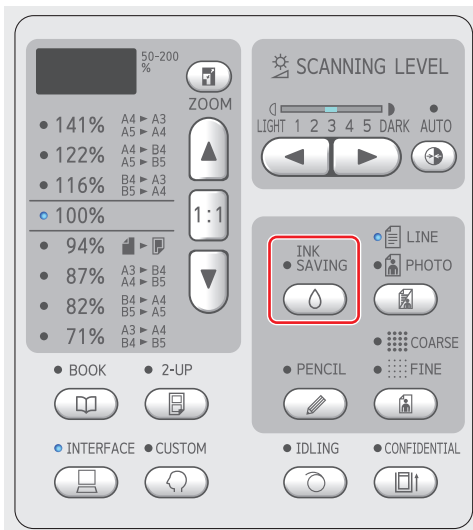 50-200
%
ZOOM
141% A4 ► A3
A5 ► A4
122% A4 ► B4
A5 ► B5
116% B4 ► A3
B5 ► A4
100%
94%
87% A3 ► B4
A4 ► B5
82% B4 ► A4
B5 ► A5
71% A3 ► A4
B4 ► B5
1:1
BOOK
2-UP
INTERFACE
CUSTOM
SCANNING LEVEL
LIGHT 1 2 3 4 5 DARK AUTO
INK
SAVING
LINE
PHOTO
COARSE
PENCIL
FINE
IDLING
CONFIDENTIAL